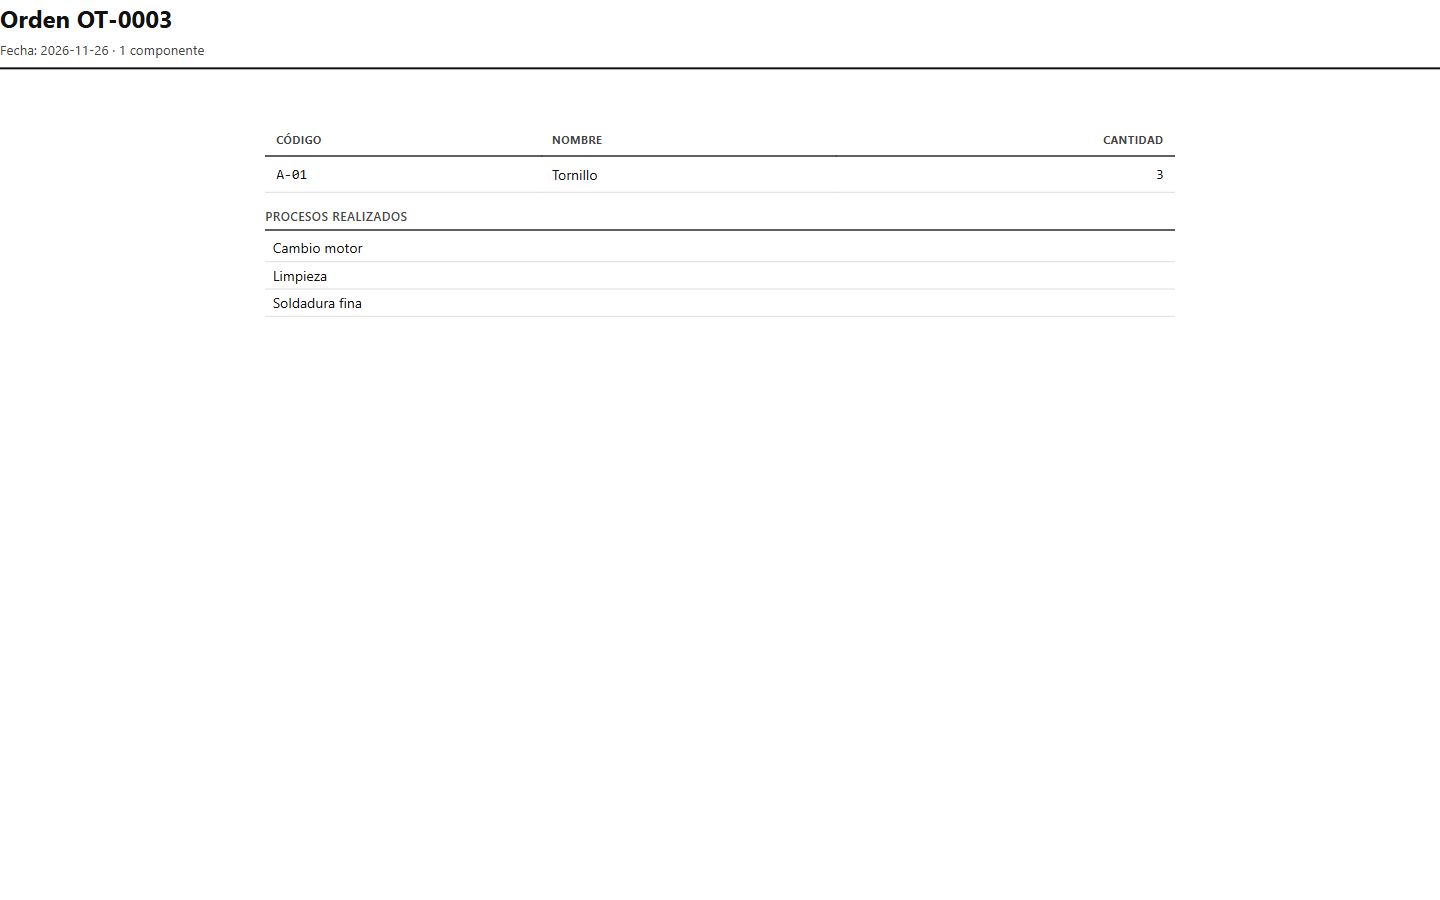 Orden OT-0003
Fecha: 2026-11-26 · 1 componente
CÓDIGO NOMBRE CANTIDAD
A-01 Tornillo 3
PROCESOS REALIZADOS
Cambio motor
Limpieza
Soldadura fina